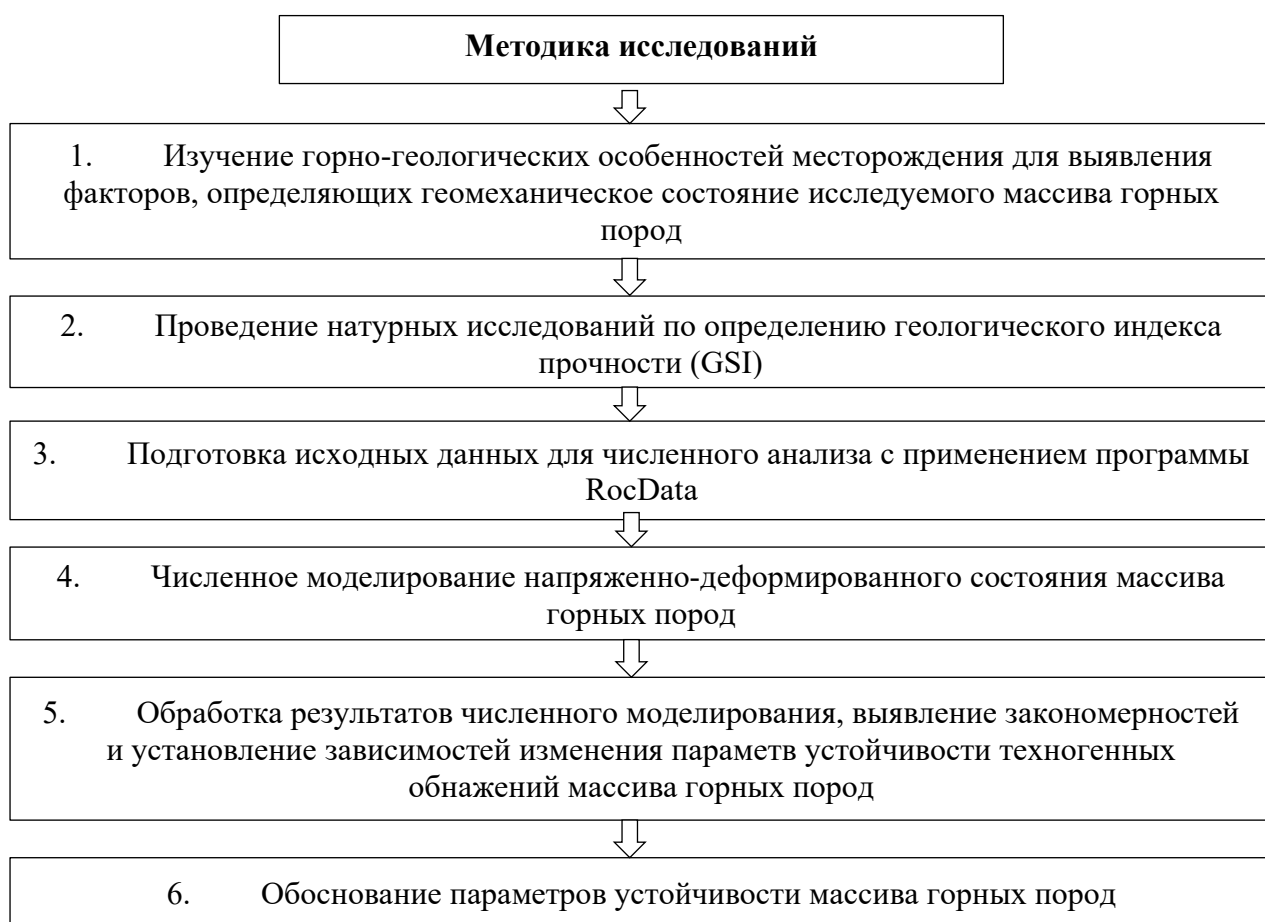 Методика исследований
1. Изучение горно-геологических особенностей месторождения для выявления
факторов, определяющих геомеханическое состояние исследуемого массива горных
пород
2. Проведение натурных исследований по определению геологического индекса
прочности (GSI)
3. Подготовка исходных данных для численного анализа с применением программы
RocData
4. Численное моделирование напряженно-деформированного состояния массива
горных пород
5. Обработка результатов численного моделирования, выявление закономерностей
и установление зависимостей изменения параметв устойчивости техногенных
обнажений массива горных пород
6. Обоснование параметров устойчивости массива горных пород